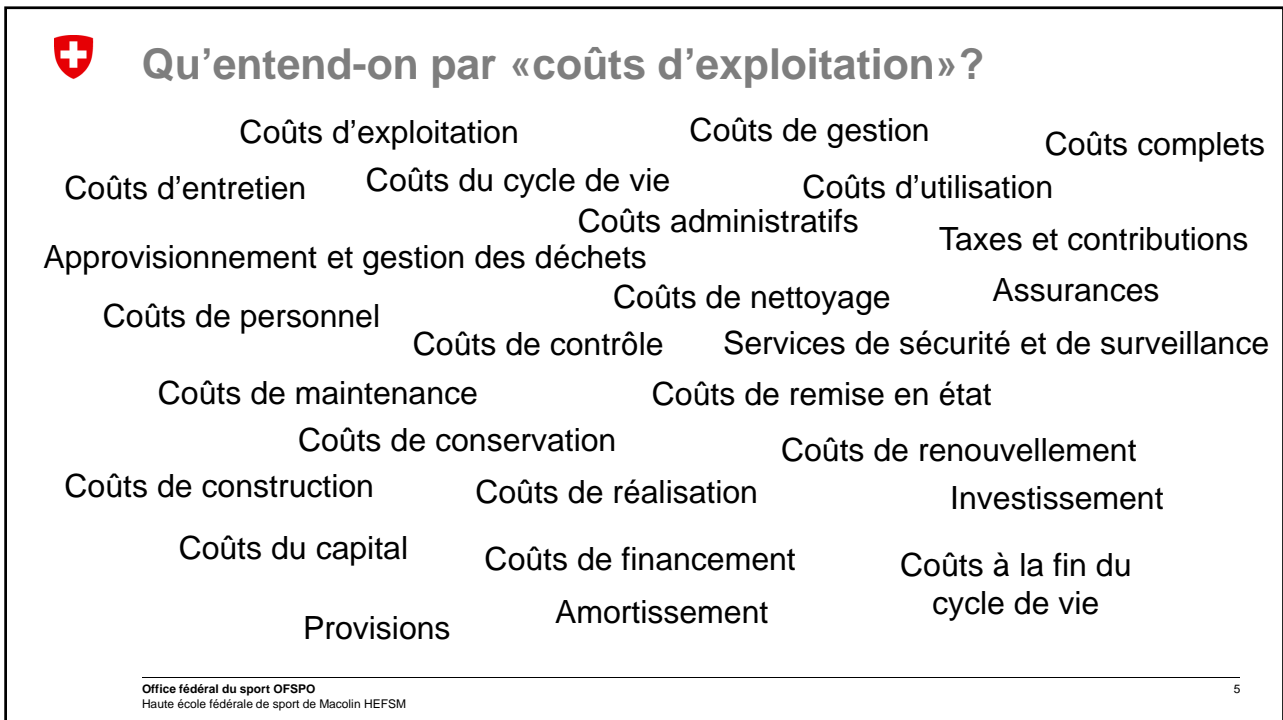 Qu’entend-on par «coûts d’exploitation»?
Coûts d’exploitation
Coûts de gestion
Coûts complets
Coûts d’entretien
Coûts du cycle de vie
Coûts d’utilisation
Coûts administratifs
Taxes et contributions
Approvisionnement et gestion des déchets
Coûts de nettoyage
Assurances
Coûts de personnel
Coûts de contrôle
Services de sécurité et de surveillance
Coûts de maintenance
Coûts de remise en état
Coûts de conservation
Coûts de renouvellement
Coûts de construction
Coûts de réalisation
Investissement
Coûts du capital
Coûts de financement
Coûts à la fin du
cycle de vie
Amortissement
Provisions
Office fédéral du sport OFSPO
Haute école fédérale de sport de Macolin HEFSM
5